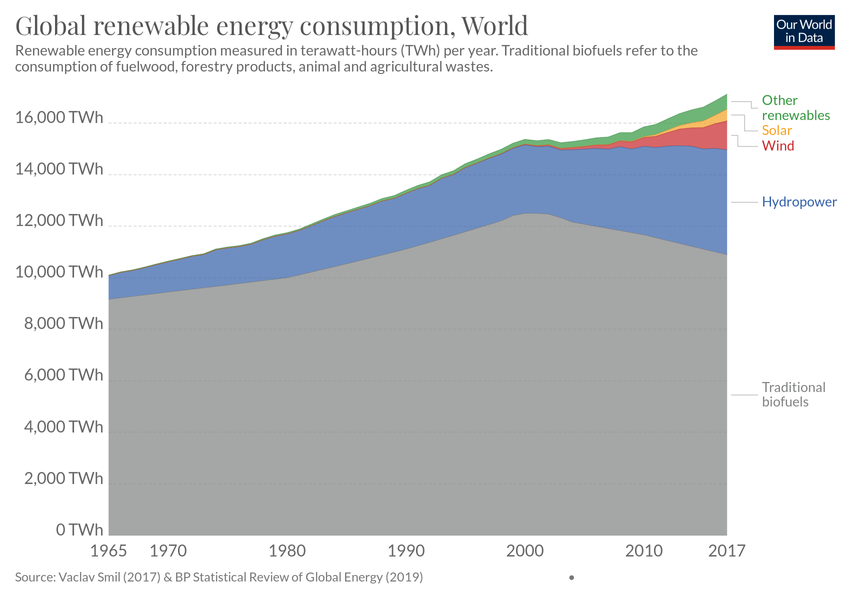 Global renewable energy consumption, World
Our World
in Data
Renewable energy consumption measured in terawatt-hours (TWh) per year. Traditional biofuels refer to the
consumption of fuelwood, forestry products, animal and agricultural wastes.
16,000 TWh
14,000 TWh
12,000 TWh
10,000 TWh
8,000 TWh
6,000 TWh
4,000 TWh
2,000 TWh
0 TWh
Other
renewables
Solar
Wind
Hydropower
Traditional
biofuels
1965 1970 1980 1990 2000 2010 2017
Source: Vaclav Smil (2017) & BP Statistical Review of Global Energy (2019)